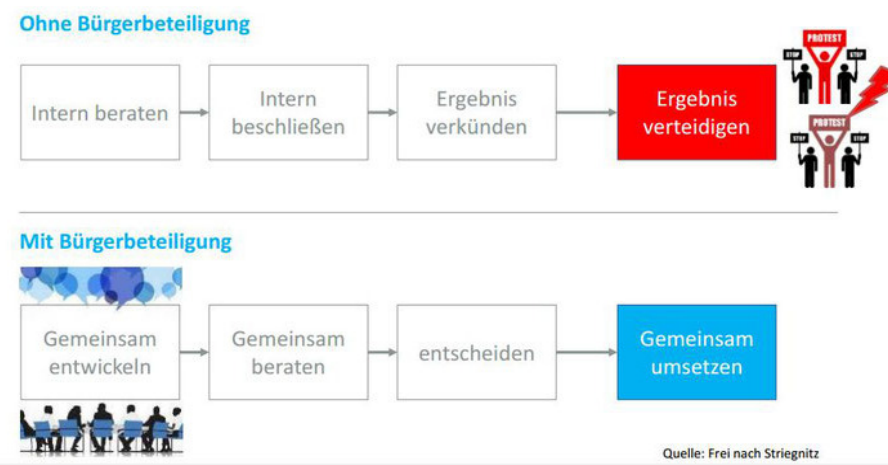 Ohne Bürgerbeteiligung
PROTEST
STOP
STOP
Intern beraten
Intern
beschließen
Ergebnis
verkünden
Ergebnis
verteidigen
PROTEST
STOP
STOP
Mit Bürgerbeteiligung
Gemeinsam
entwickeln
Gemeinsam
beraten
entscheiden
Gemeinsam
umsetzen
Quelle: Frei nach Striegnitz